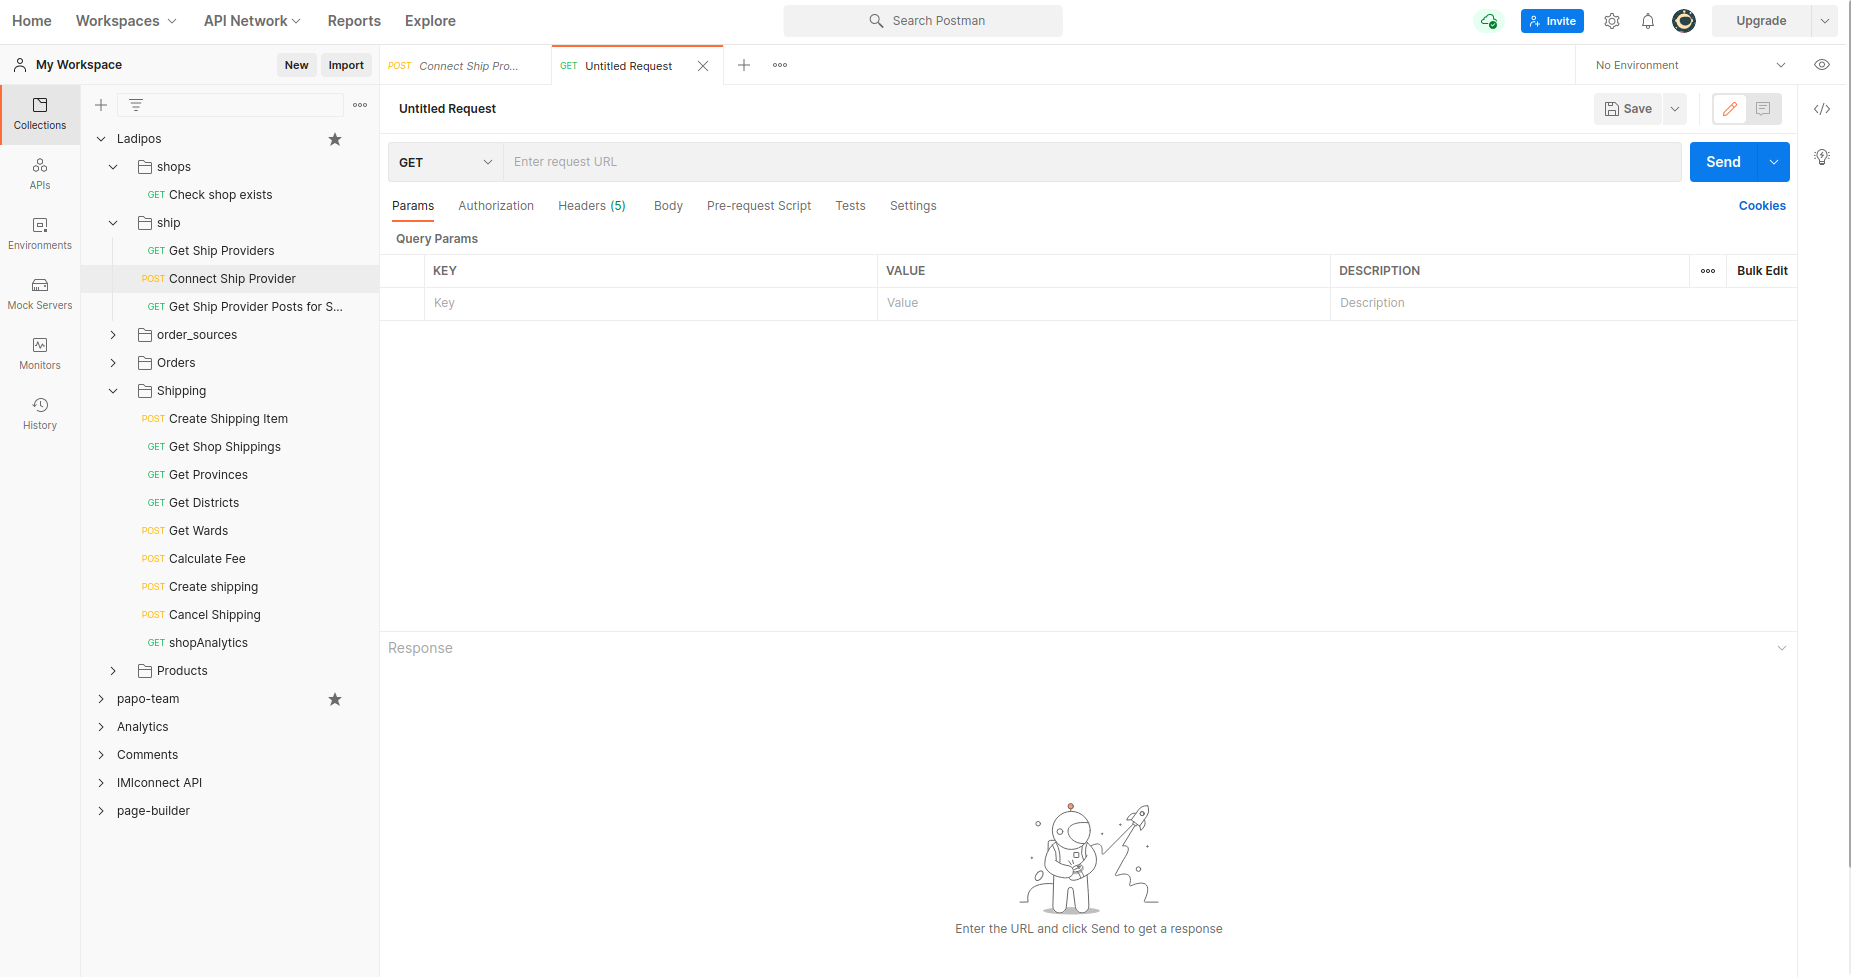 Home Workspaces API Network Reports Explore Search Postman Invite Upgrade
My Workspace New Import POST Connect Ship Pro... GET Untitled Request No Environment
Collections
APIs
Environments
Mock Servers
Monitors
History
Ladipos
shops
GET Check shop exists
ship
GET Get Ship Providers
POST Connect Ship Provider
GET Get Ship Provider Posts for S...
order_sources
Orders
Shipping
POST Create Shipping Item
GET Get Shop Shippings
GET Get Provinces
GET Get Districts
POST Get Wards
POST Calculate Fee
POST Create shipping
POST Cancel Shipping
GET shopAnalytics
Products
papo-team
Analytics
Comments
IMIconnect API
page-builder
Untitled Request Save
GET Enter request URL Send
Params Authorization Headers (5) Body Pre-request Script Tests Settings Cookies
Query Params
KEY VALUE DESCRIPTION Bulk Edit
Key Value Description
Response
Enter the URL and click Send to get a response